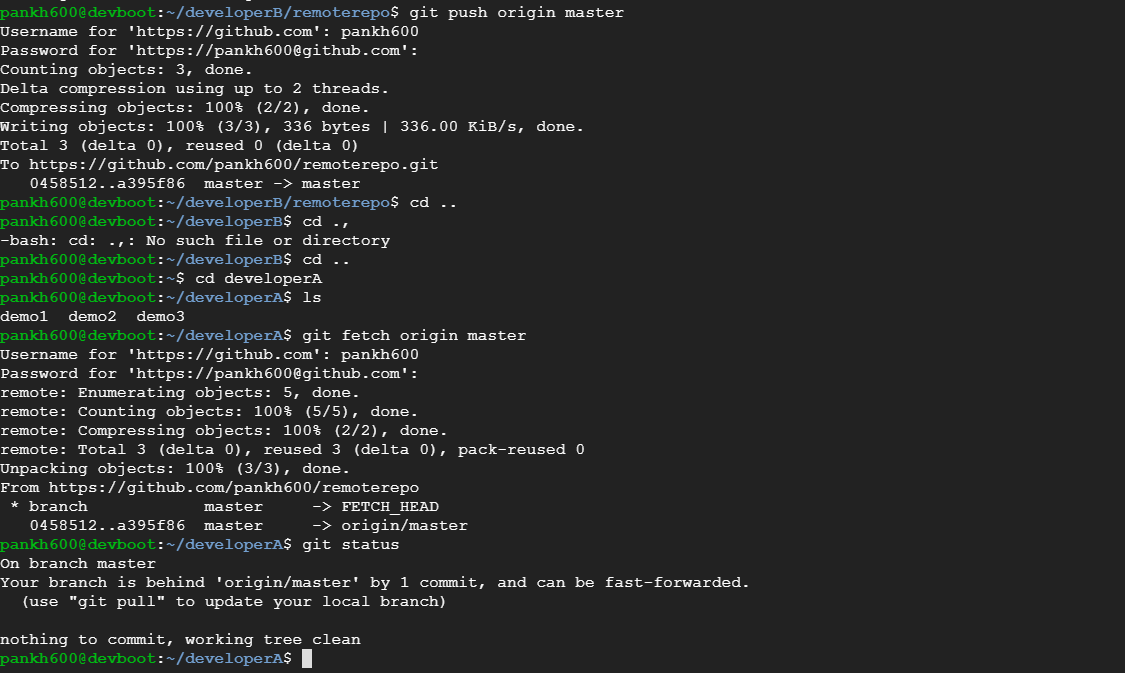 pankh600@devboot:~/developerB/remoterepo$ git push origin master
Username for 'https://github.com': pankh600
Password for 'https://pankh600@github.com':
Counting objects: 3, done.
Delta compression using up to 2 threads.
Compressing objects: 100% (2/2), done.
Writing objects: 100% (3/3), 336 bytes | 336.00 KiB/s, done.
Total 3 (delta 0), reused 0 (delta 0)
To https://github.com/pankh600/remoterepo.git
   0458512..a395f86  master -> master
pankh600@devboot:~/developerB/remoterepo$ cd ..
pankh600@devboot:~/developerB$ cd .,
-bash: cd: .,: No such file or directory
pankh600@devboot:~/developerB$ cd ..
pankh600@devboot:~$ cd developerA
pankh600@devboot:~/developerA$ ls
demo1  demo2  demo3
pankh600@devboot:~/developerA$ git fetch origin master
Username for 'https://github.com': pankh600
Password for 'https://pankh600@github.com':
remote: Enumerating objects: 5, done.
remote: Counting objects: 100% (5/5), done.
remote: Compressing objects: 100% (2/2), done.
remote: Total 3 (delta 0), reused 3 (delta 0), pack-reused 0
Unpacking objects: 100% (3/3), done.
From https://github.com/pankh600/remoterepo
 * branch            master     -> FETCH_HEAD
   0458512..a395f86  master     -> origin/master
pankh600@devboot:~/developerA$ git status
On branch master
Your branch is behind 'origin/master' by 1 commit, and can be fast-forwarded.
  (use "git pull" to update your local branch)

nothing to commit, working tree clean
pankh600@devboot:~/developerA$